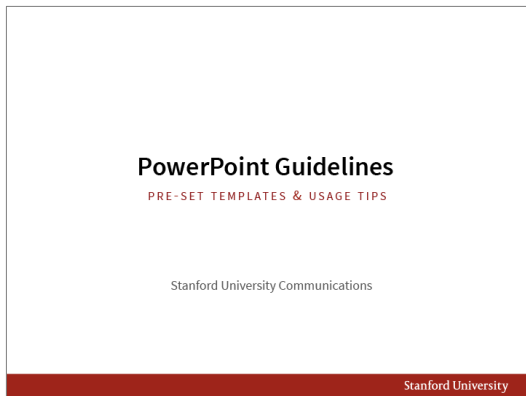 PowerPoint Guidelines
PRE-SET TEMPLATES & USAGE TIPS
Stanford University Communications
Stanford University